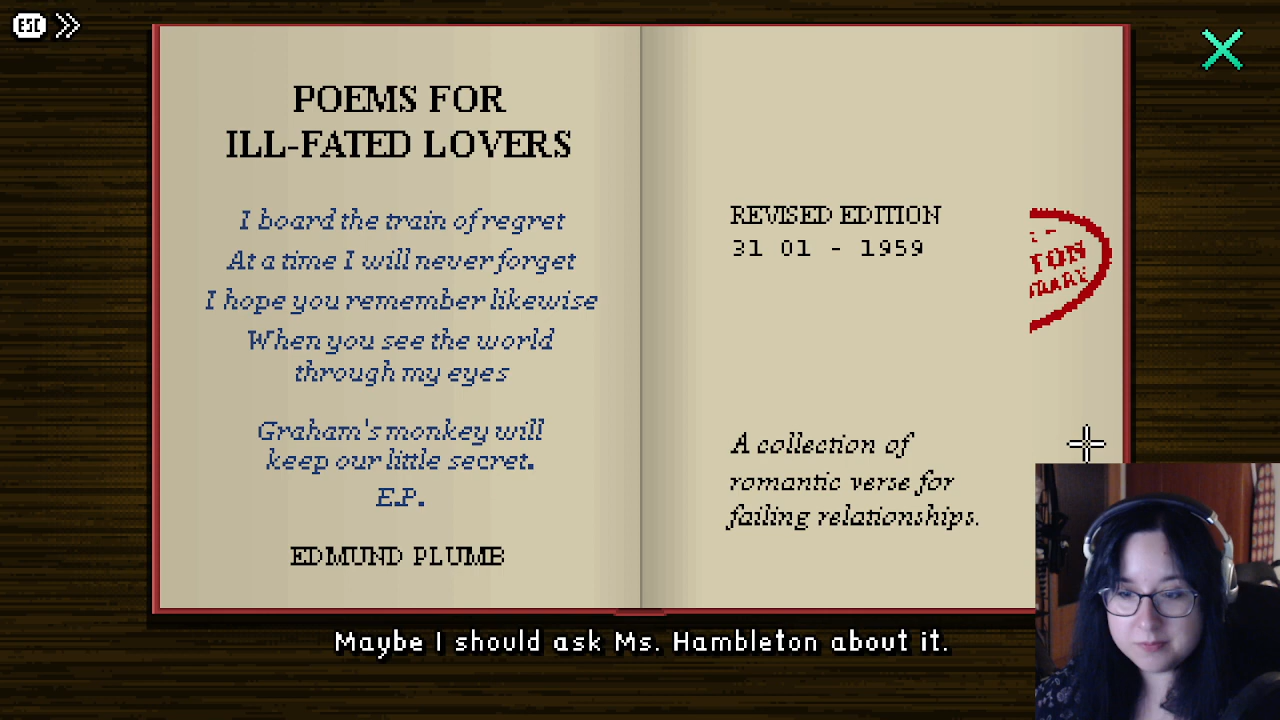 ESC
POEMS FOR
ILL-FATED LOVERS
I board the train of regret
At a time I will never forget
I hope you remember likewise
When you see the world
through my eyes
Graham's monkey will
keep our little secret.
E.P.
EDMUND PLUMB
REVISED EDITION
31 01 - 1959
A collection of
romantic verse for
failing relationships.
Maybe I should ask Ms. Hambleton about it.